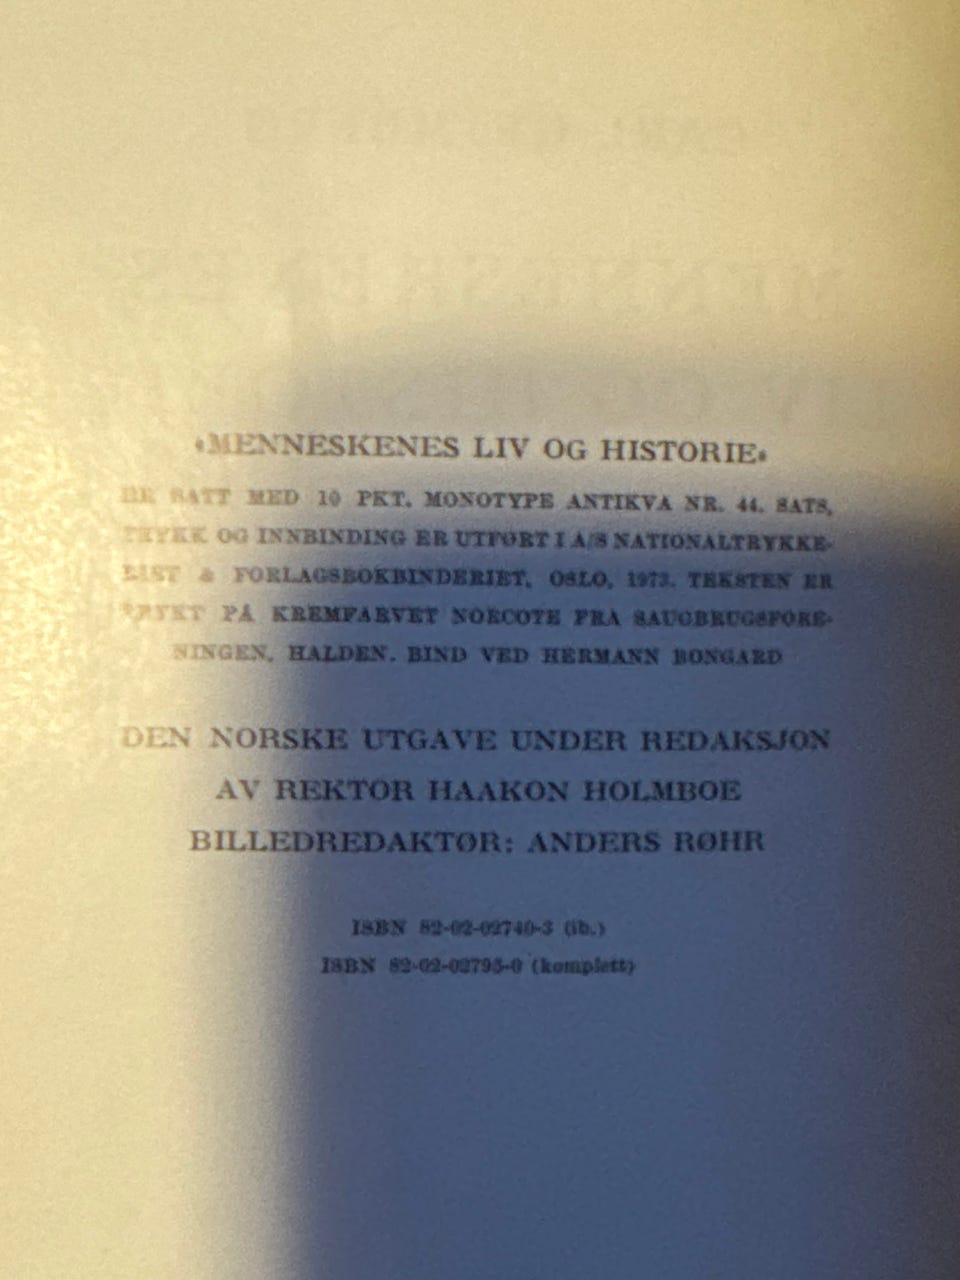 «MENNESKENES LIV OG HISTORIE»
ER SATT MED 10 PKT. MONOTYPE ANTIKVA NR. 44. SATS,
TRYKK OG INNBINDING ER UTFØRT I A/S NATIONALTRYKKE-
RIET & FORLAGSBOKBINDERIET, OSLO, 1973. TEKSTEN ER
TRYKT PÅ KREMFARVET NORCOTE FRA SAUGBRUGSFORE-
NINGEN, HALDEN. BIND VED HERMANN BONGARD
DEN NORSKE UTGAVE UNDER REDAKSJON
AV REKTOR HAAKON HOLMBOE
BILLEDREDAKTØR: ANDERS RØHR
ISBN 82-02-02740-3 (ib.)
ISBN 82-02-02795-0 (komplett)